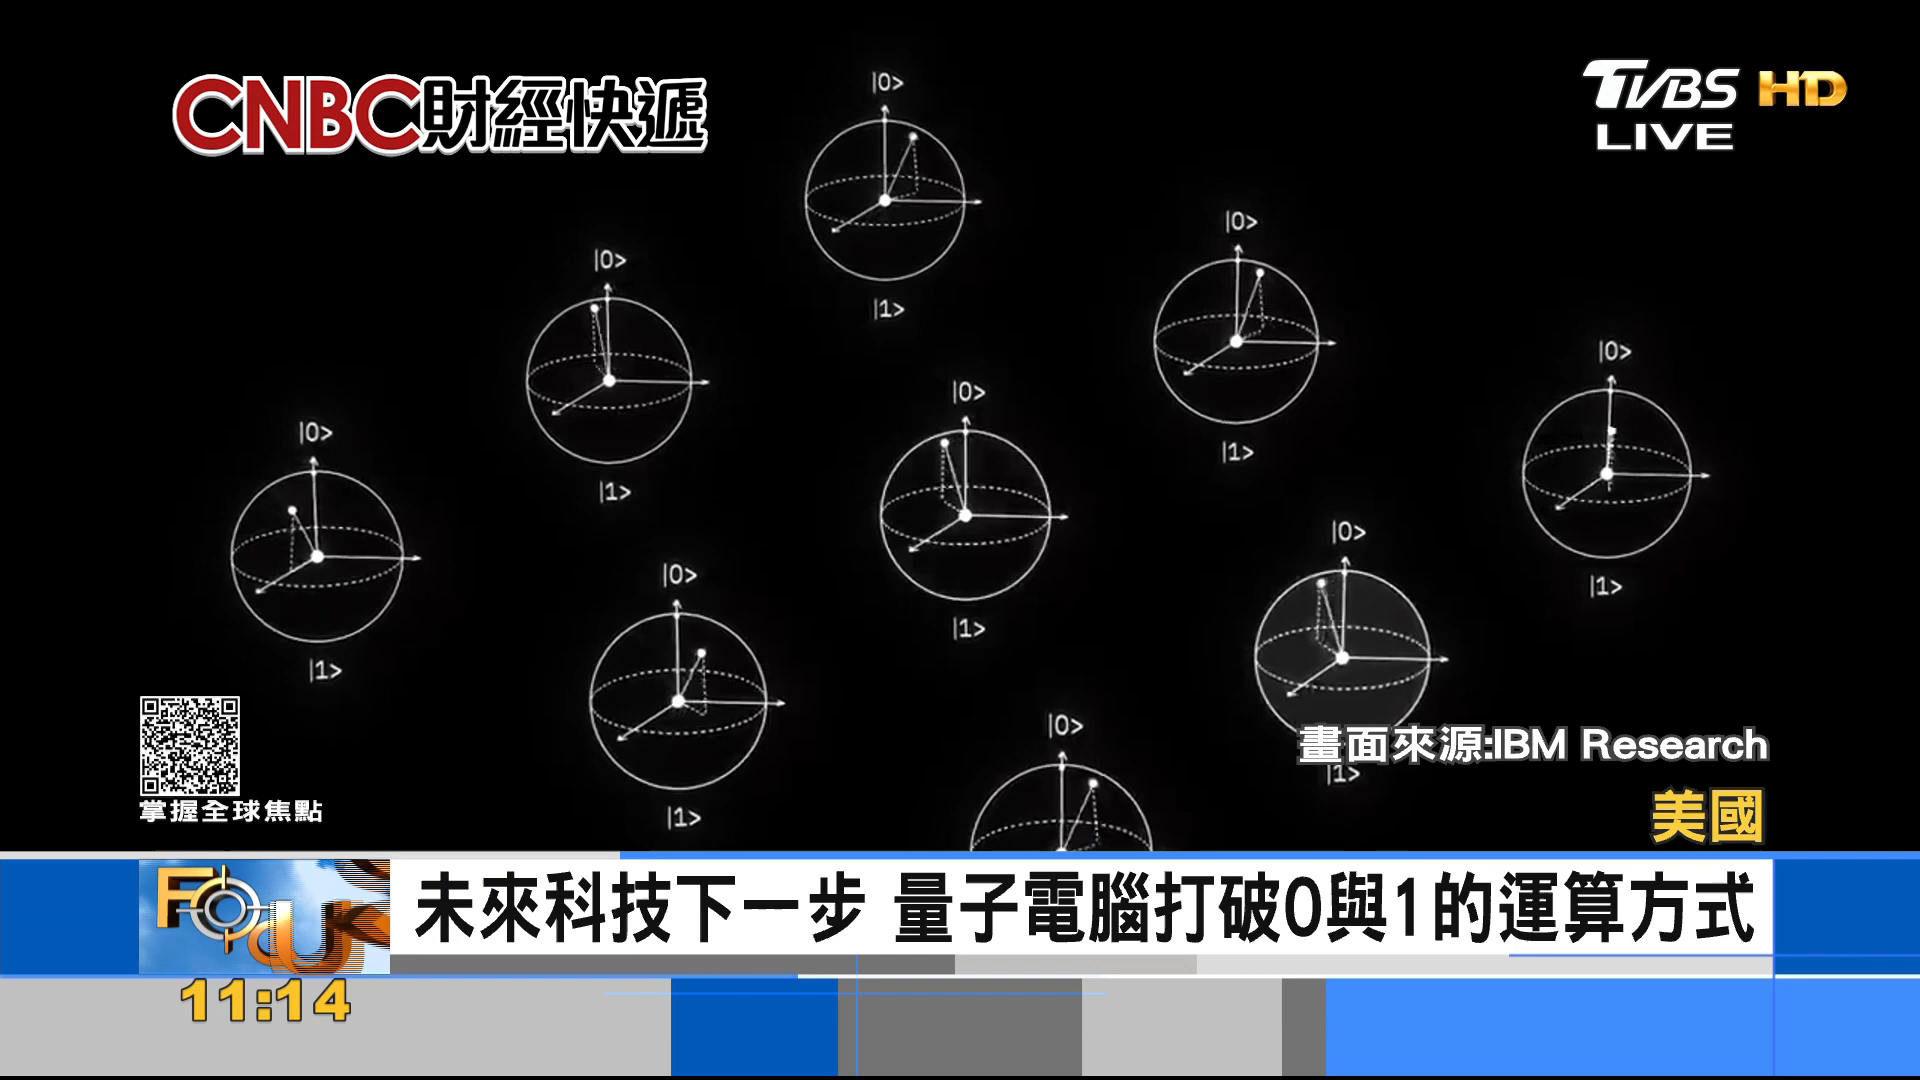 CNBC財經快遞
TVBS HD
LIVE
|0>
|1>
|0>
|1>
|0>
|1>
|0>
|1>
|0>
|1>
|0>
|1>
|0>
|1>
|0>
|1>
|0>
畫面來源:IBM Research
美國
掌握全球焦點
FOCUS
未來科技下一步 量子電腦打破0與1的運算方式
11:14